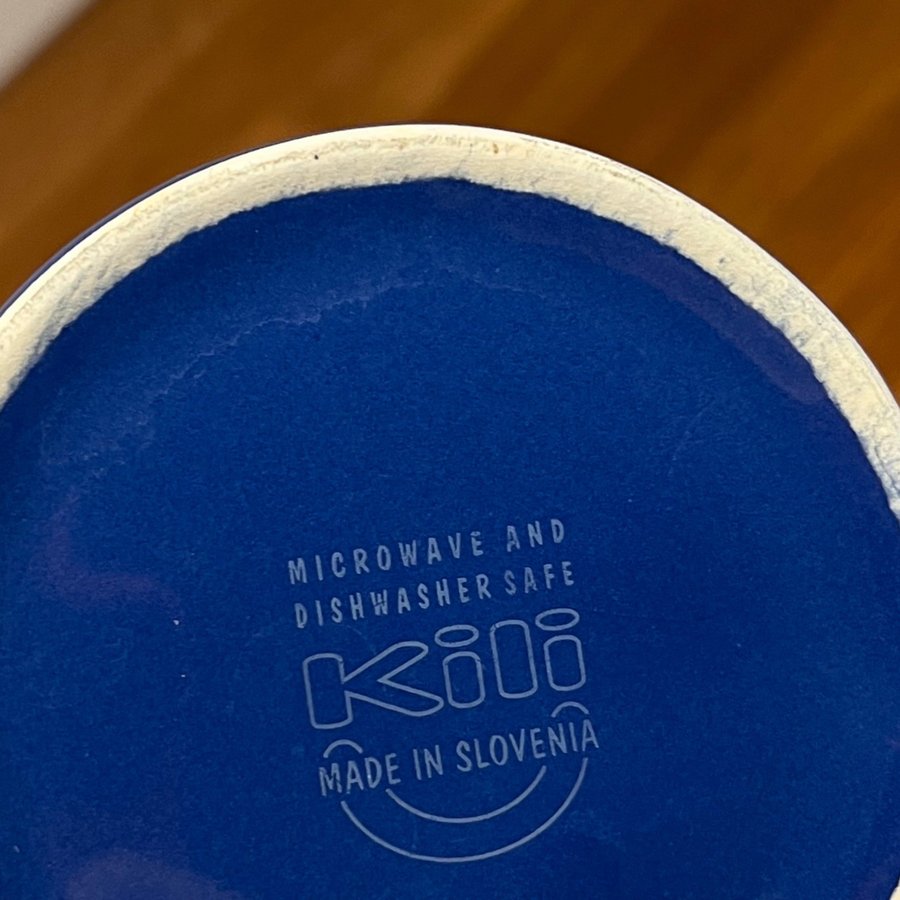 MICROWAVE AND
DISHWASHER SAFE
Kili
MADE IN SLOVENIA